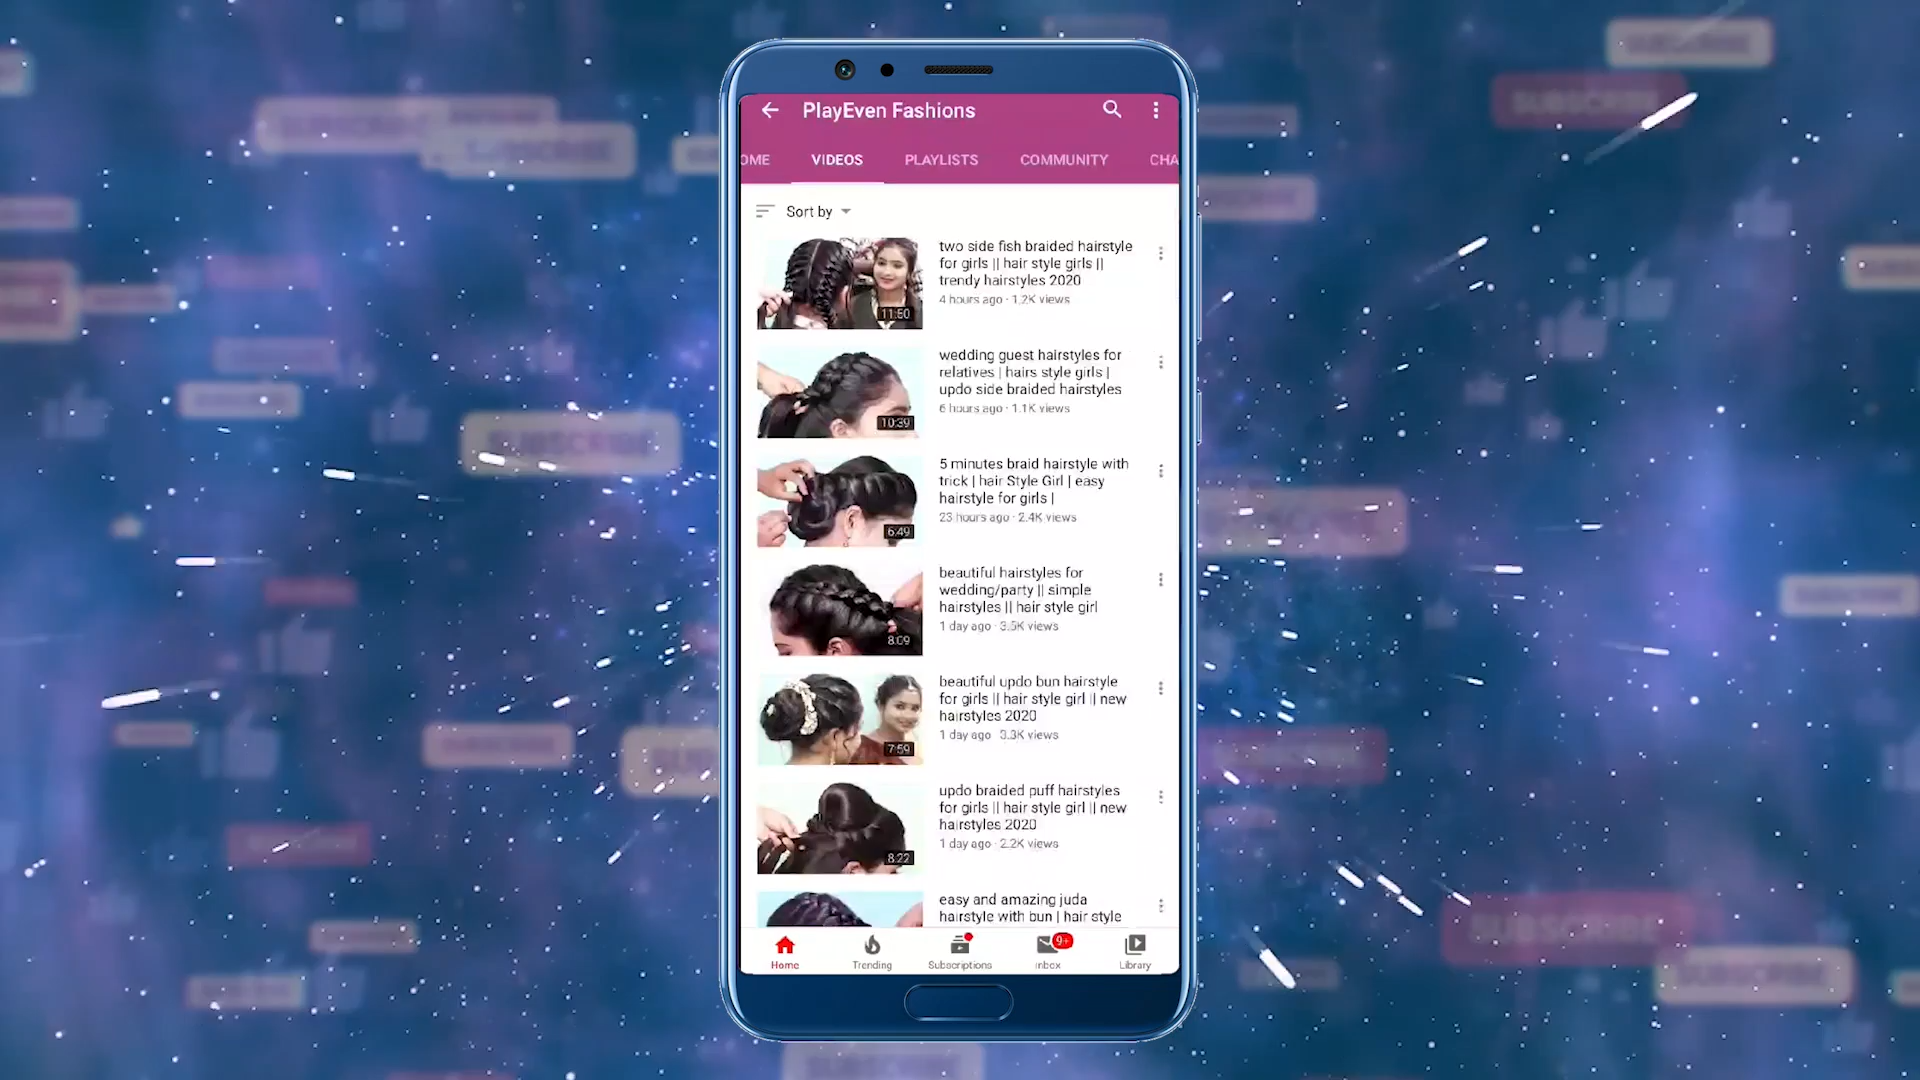 SUBSCRIBE
SUBSCRIBE
PlayEven Fashions
OME VIDEOS PLAYLISTS COMMUNITY CHA
Sort by
two side fish braided hairstyle
for girls || hair style girls ||
trendy hairstyles 2020
4 hours ago · 1.2K views
11:50
wedding guest hairstyles for
relatives | hairs style girls |
updo side braided hairstyles
6 hours ago · 1.1K views
10:39
5 minutes braid hairstyle with
trick | hair Style Girl | easy
hairstyle for girls |
23 hours ago · 2.4K views
6:49
beautiful hairstyles for
wedding/party || simple
hairstyles || hair style girl
1 day ago · 3.5K views
8:09
beautiful updo bun hairstyle
for girls || hair style girl || new
hairstyles 2020
1 day ago · 3.3K views
7:59
updo braided puff hairstyles
for girls || hair style girl || new
hairstyles 2020
1 day ago · 2.2K views
8:22
easy and amazing juda
hairstyle with bun | hair style
9+
Home Trending Subscriptions Inbox Library
SUBSCRIBE
SUBSCRIBE
SUBSCRIBE